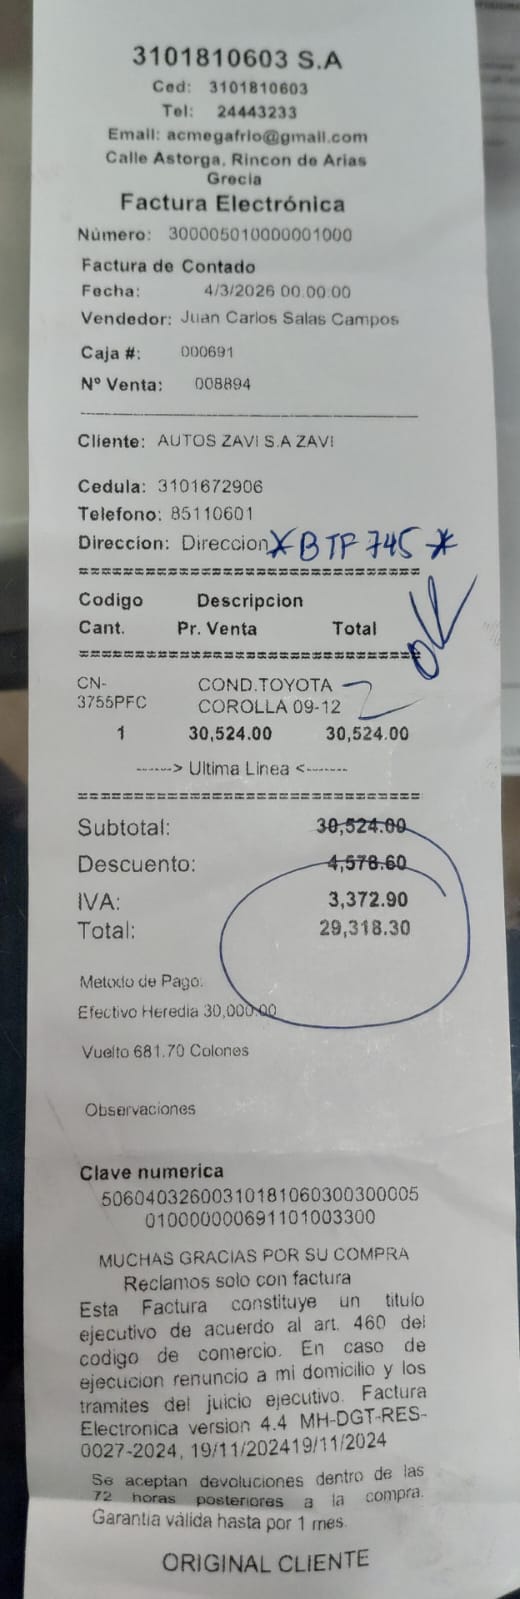 3101810603 S.A
Ced: 3101810603
Tel: 24443233
Email: acmegafrio@gmail.com
Calle Astorga, Rincon de Arias
Grecia
Factura Electrónica
Número: 300005010000001000
Factura de Contado
Fecha: 4/3/2026 00.00.00
Vendedor: Juan Carlos Salas Campos
Caja #: 000691
Nº Venta: 008894
Cliente: AUTOS ZAVI S.A ZAVI
Cedula: 3101672906
Telefono: 85110601
Direccion: Direccion *BTF 745*
==================================
Codigo Descripcion
Cant. Pr. Venta Total
OK
==================================
CN- COND.TOYOTA
3755PFC COROLLA 09-12
1 30,524.00 30,524.00
------> Ultima Linea <-------
==================================
Subtotal: 30,524.00
Descuento: 4,578.60
IVA: 3,372.90
Total: 29,318.30
Metodo de Pago:
Efectivo Heredia 30,000.00
Vuelto 681.70 Colones
Observaciones
Clave numerica
50604032600310181060300300005
010000000691101003300
MUCHAS GRACIAS POR SU COMPRA
Reclamos solo con factura
Esta Factura constituye un titulo
ejecutivo de acuerdo al art. 460 del
codigo de comercio. En caso de
ejecucion renuncio a mi domicilio y los
tramites del juicio ejecutivo. Factura
Electronica version 4.4 MH-DGT-RES-
0027-2024, 19/11/202419/11/2024
Se aceptan devoluciones dentro de las
72 horas posteriores a la compra.
Garantia válida hasta por 1 mes.
ORIGINAL CLIENTE